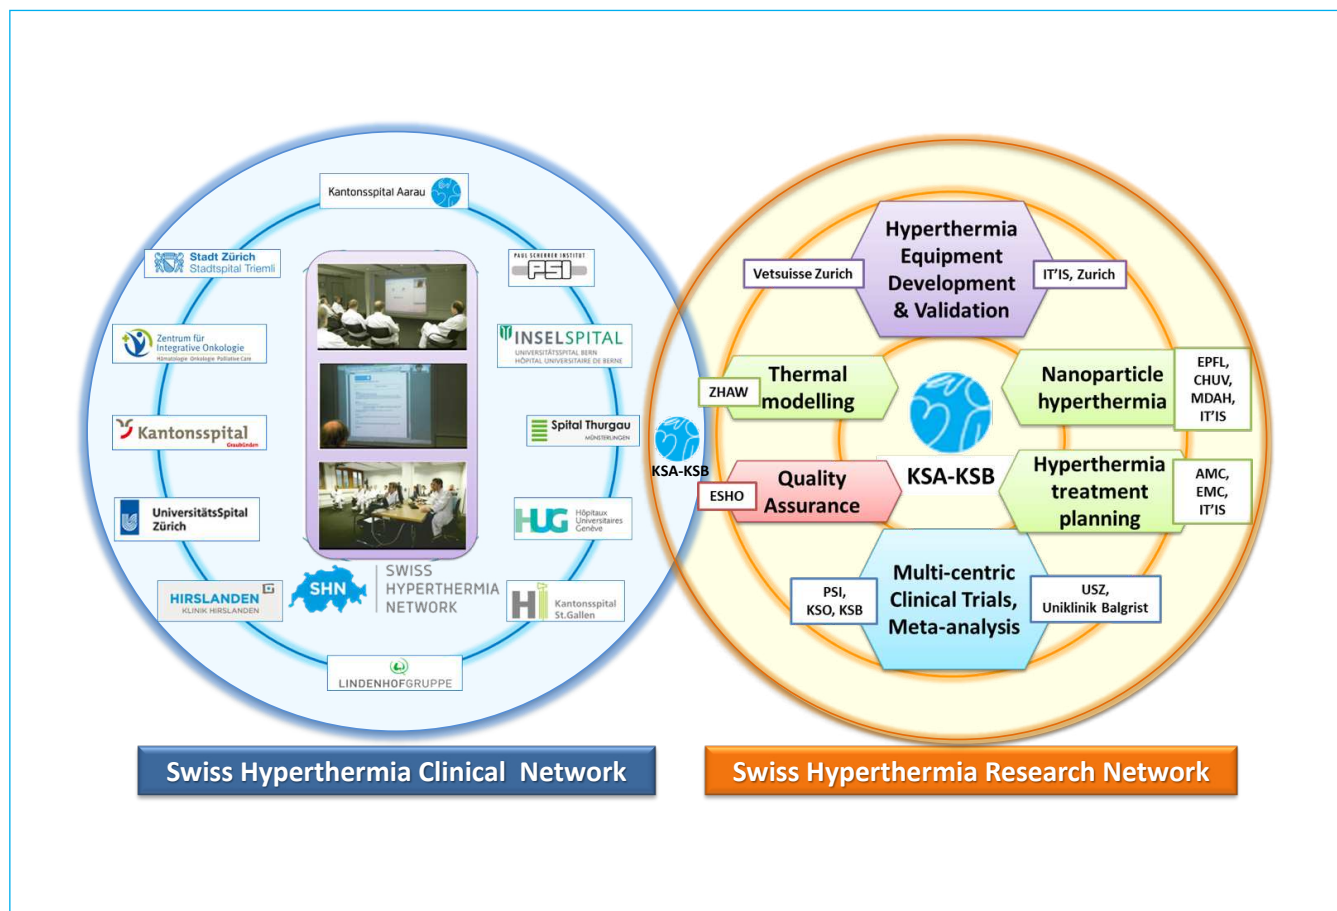 Kantonsspital Aarau
Stadt Zürich
Stadtspital Triemli
PAUL SCHERRER INSTITUT
PSI
Zentrum für
Integrative Onkologie
Hämatologie Onkologie Palliative Care
INSELSPITAL
UNIVERSITÄTSSPITAL BERN
HÔPITAL UNIVERSITAIRE DE BERNE
Kantonsspital
Graubünden
Spital Thurgau
MÜNSTERLINGEN
UniversitätsSpital
Zürich
HUG
Hôpitaux
Universitaires
Genève
HIRSLANDEN
KLINIK HIRSLANDEN
SHN
SWISS
HYPERTHERMIA
NETWORK
Kantonsspital
St.Gallen
LINDENHOFGRUPPE
Swiss Hyperthermia Clinical Network
KSA-KSB
Hyperthermia
Equipment
Development
& Validation
Vetsuisse Zurich
IT'IS, Zurich
ZHAW
Thermal
modelling
Nanoparticle
hyperthermia
EPFL,
CHUV,
MDAH,
IT'IS
KSA-KSB
ESHO
Quality
Assurance
Hyperthermia
treatment
planning
AMC,
EMC,
IT'IS
PSI,
KSO, KSB
Multi-centric
Clinical Trials,
Meta-analysis
USZ,
Uniklinik Balgrist
Swiss Hyperthermia Research Network